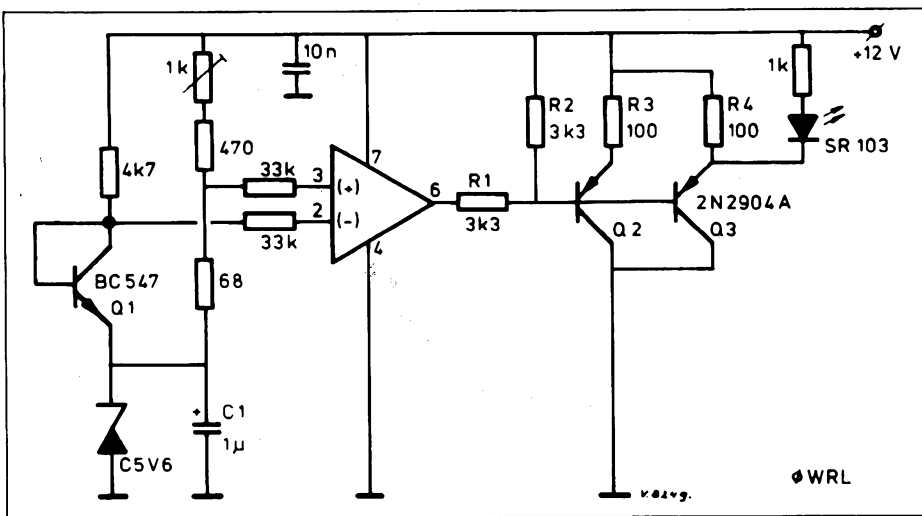 10n
+12 V
1k
1k
R2
3k3
R3
100
R4
100
SR 103
470
4k7
33k
3
(+)
7
6
R1
3k3
2
(-)
33k
4
2N2904A
Q2
Q3
BC547
Q1
68
+
C1
1µ
C5V6
φWRL